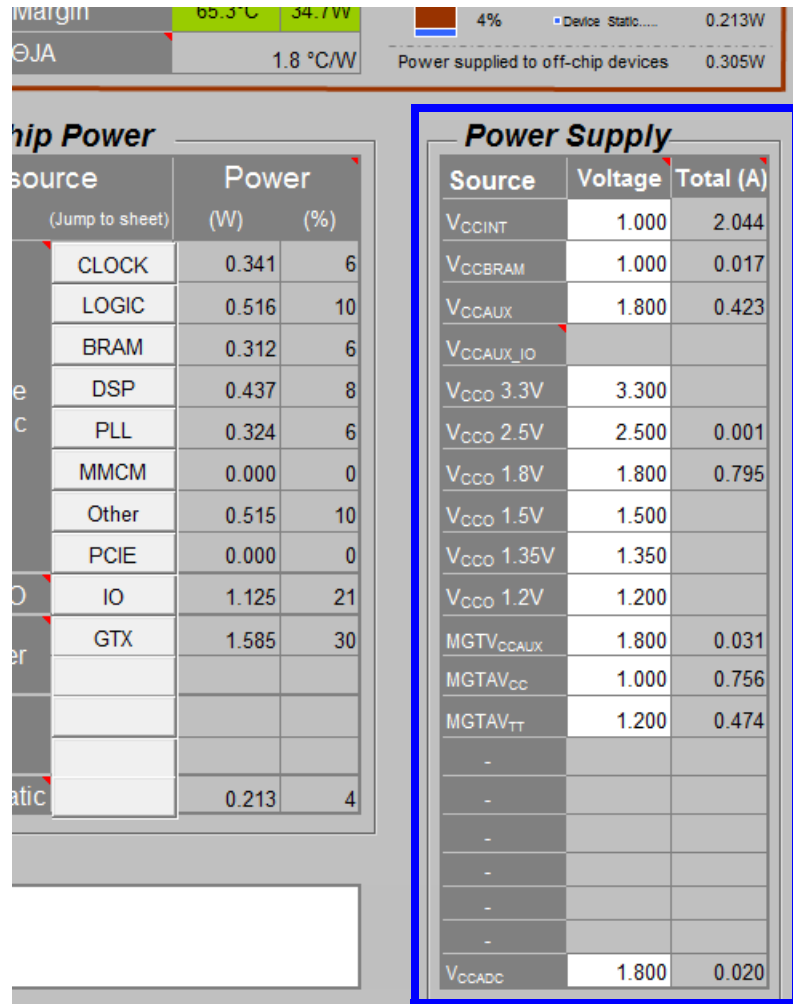 Margin 65.3°C 34.7W
4% Device Static..... 0.213W
ΘJA 1.8 °C/W
Power supplied to off-chip devices 0.305W
hip Power
source Power
(Jump to sheet) (W) (%)
CLOCK 0.341 6
LOGIC 0.516 10
BRAM 0.312 6
e DSP 0.437 8
c PLL 0.324 6
MMCM 0.000 0
Other 0.515 10
PCIE 0.000 0
O IO 1.125 21
er GTX 1.585 30
atic 0.213 4
Power Supply
Source Voltage Total (A)
VCCINT 1.000 2.044
VCCBRAM 1.000 0.017
VCCAUX 1.800 0.423
VCCAUX_IO
VCCO 3.3V 3.300
VCCO 2.5V 2.500 0.001
VCCO 1.8V 1.800 0.795
VCCO 1.5V 1.500
VCCO 1.35V 1.350
VCCO 1.2V 1.200
MGTVCCAUX 1.800 0.031
MGTAVCC 1.000 0.756
MGTAVTT 1.200 0.474
-
-
-
-
-
VCCADC 1.800 0.020